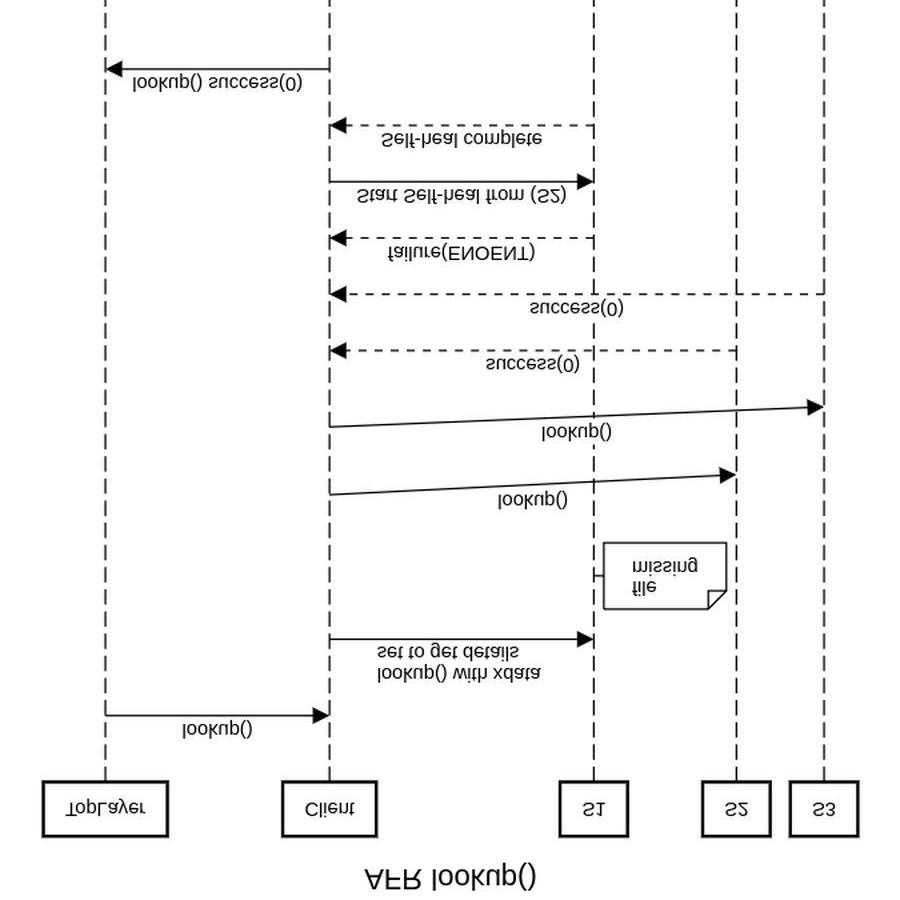 AFR lookup()
TopLayer
Client
S1
S2
S3
lookup()
lookup() with xdata
set to get details
file
missing
lookup()
lookup()
success(0)
success(0)
failure(ENOENT)
Start Self-heal from (S2)
Self-heal complete
lookup() success(0)